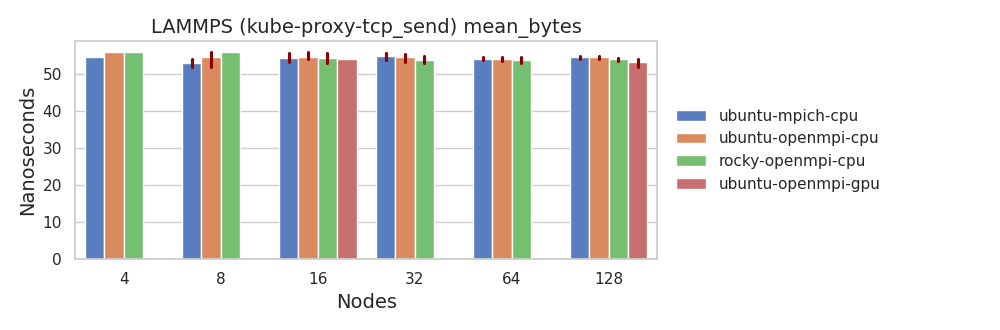 LAMMPS (kube-proxy-tcp_send) mean_bytes
Nanoseconds
50
40
30
20
10
0
4 8 16 32 64 128
Nodes
ubuntu-mpich-cpu
ubuntu-openmpi-cpu
rocky-openmpi-cpu
ubuntu-openmpi-gpu